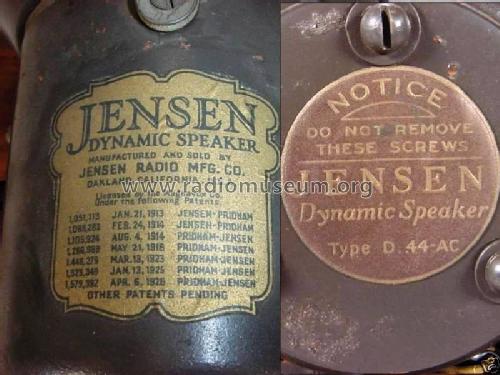 JENSEN
DYNAMIC SPEAKER
MANUFACTURED AND SOLD BY
JENSEN RADIO MFG. CO.
OAKLAND, CALIFORNIA, U.S.A.
Licensed by the Magnavox Co.
Under the following Patents.
1,051,113 JAN. 21, 1913 JENSEN-PRIDHAM
1,088,283 FEB. 24, 1914 JENSEN-PRIDHAM
1,105,924 AUG. 4, 1914 PRIDHAM-JENSEN
MAY 21, 1918 PRIDHAM-JENSEN
1,448,279 MAR. 13, 1923 PRIDHAM-JENSEN
1,523,349 JAN. 13, 1925 PRIDHAM-JENSEN
1,579,392 APR. 6, 1926 PRIDHAM-JENSEN
OTHER PATENTS PENDING
NOTICE
DO NOT REMOVE
THESE SCREWS
JENSEN
Dynamic Speaker
Type D. 44-AC
© www.radiomuseum.org